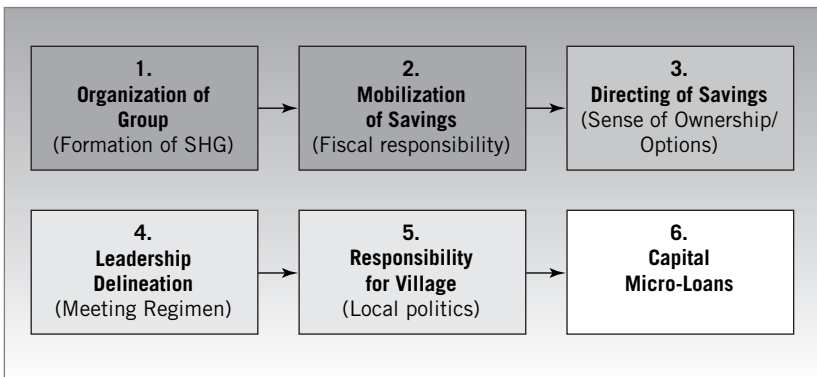 1.
Organization of
Group
(Formation of SHG)
2.
Mobilization
of Savings
(Fiscal responsibility)
3.
Directing of Savings
(Sense of Ownership/
Options)
4.
Leadership
Delineation
(Meeting Regimen)
5.
Responsibility
for Village
(Local politics)
6.
Capital
Micro-Loans